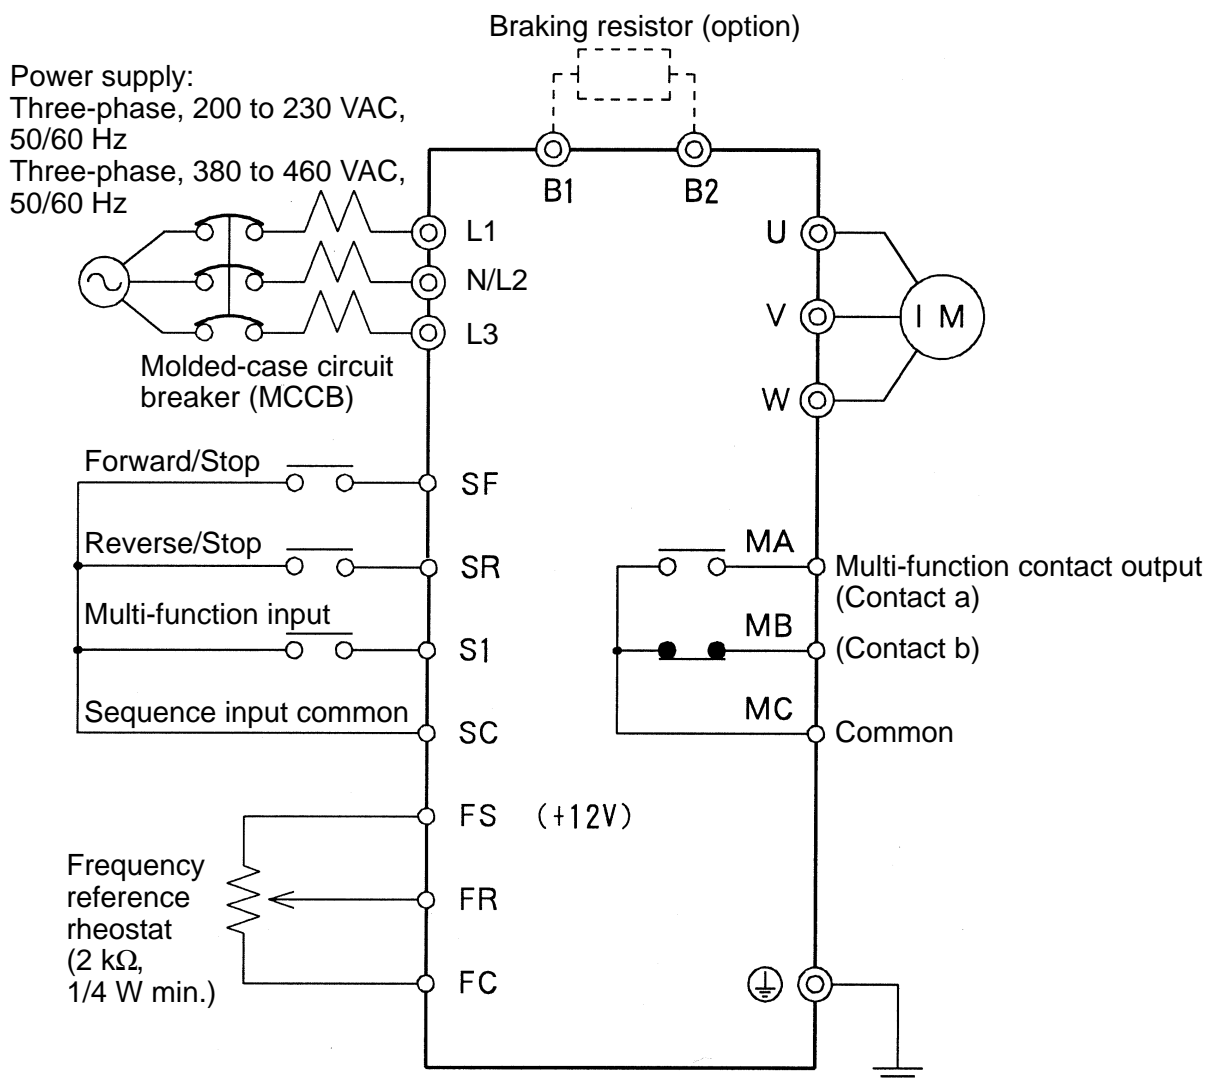 Braking resistor (option)
Power supply:
Three-phase, 200 to 230 VAC,
50/60 Hz
Three-phase, 380 to 460 VAC,
50/60 Hz
B1
B2
L1
N/L2
L3
U
V
W
I M
Molded-case circuit
breaker (MCCB)
Forward/Stop
SF
Reverse/Stop
SR
Multi-function input
S1
Sequence input common
SC
MA
Multi-function contact output
(Contact a)
MB
(Contact b)
MC
Common
FS (+12V)
Frequency
reference
rheostat
(2 kΩ,
1/4 W min.)
FR
FC